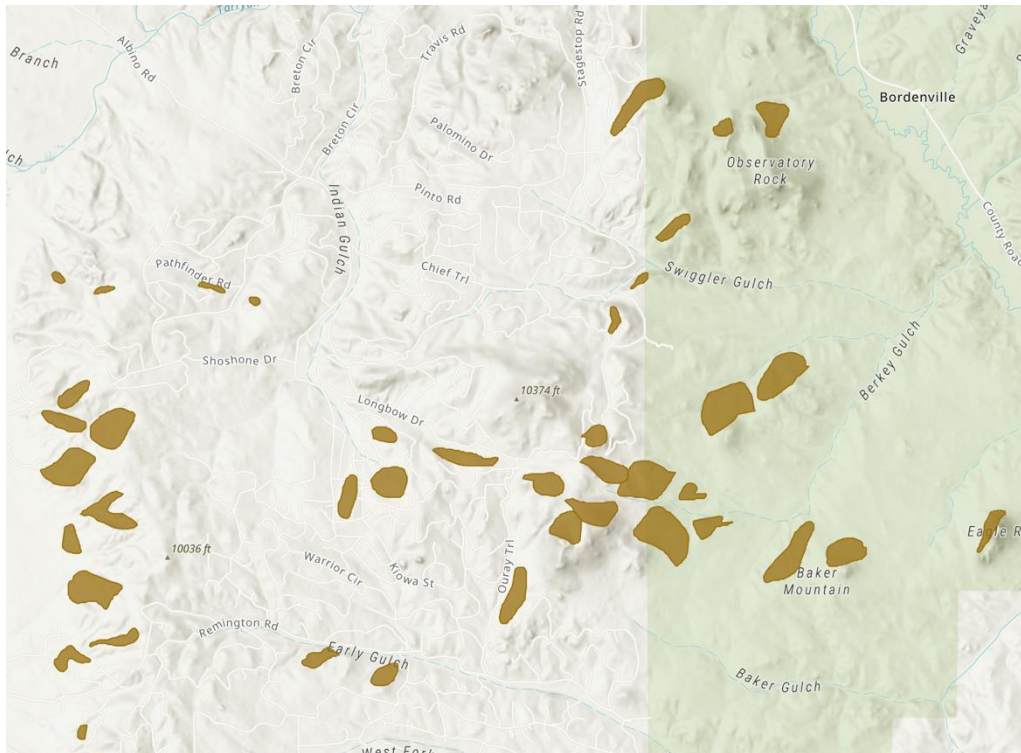 Tarryall
Branch
Albino Rd
Breton Cir
Travis Rd
Stagestop Rd
Bordenville
Breton Cir
Palomino Dr
Observatory
Rock
Pinto Rd
Indian Gulch
County Road
Pathfinder Rd
Chief Trl
Swiggler Gulch
Shoshone Dr
Berkey Gulch
10374 ft
Longbow Dr
10036 ft
Warrior Cir
Kiowa St
Ouray Trl
Baker
Mountain
Remington Rd
Early Gulch
Baker Gulch
West Fork